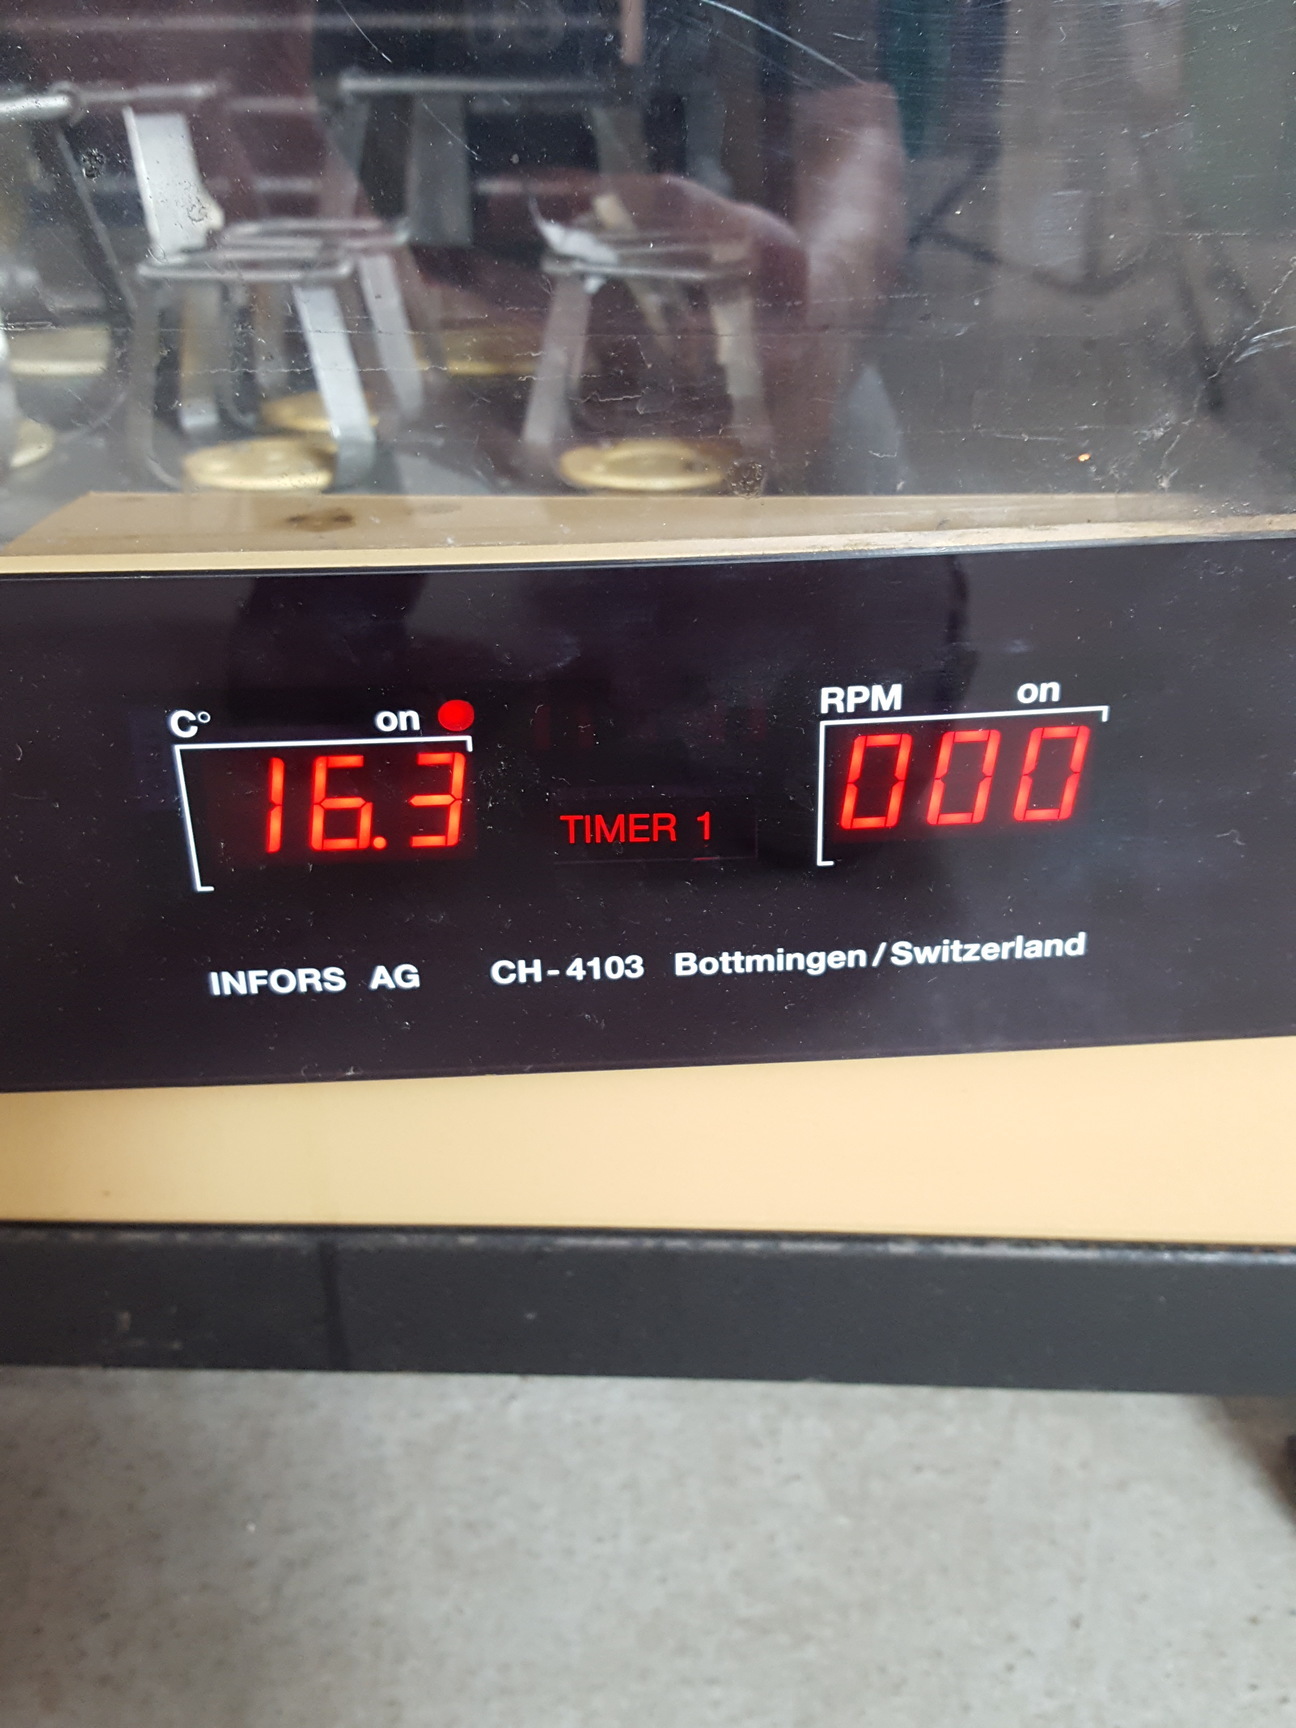 C° on
16.3
TIMER 1
RPM on
000
INFORS AG CH-4103 Bottmingen/Switzerland